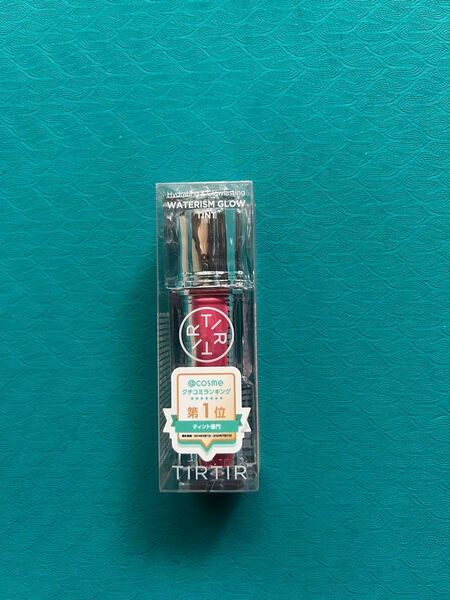 Hydrating & Glowlasting
WATERISM GLOW
TINT
TIRTIR
@cosme
クチコミランキング
第1位
ティント部門
TIRTIR